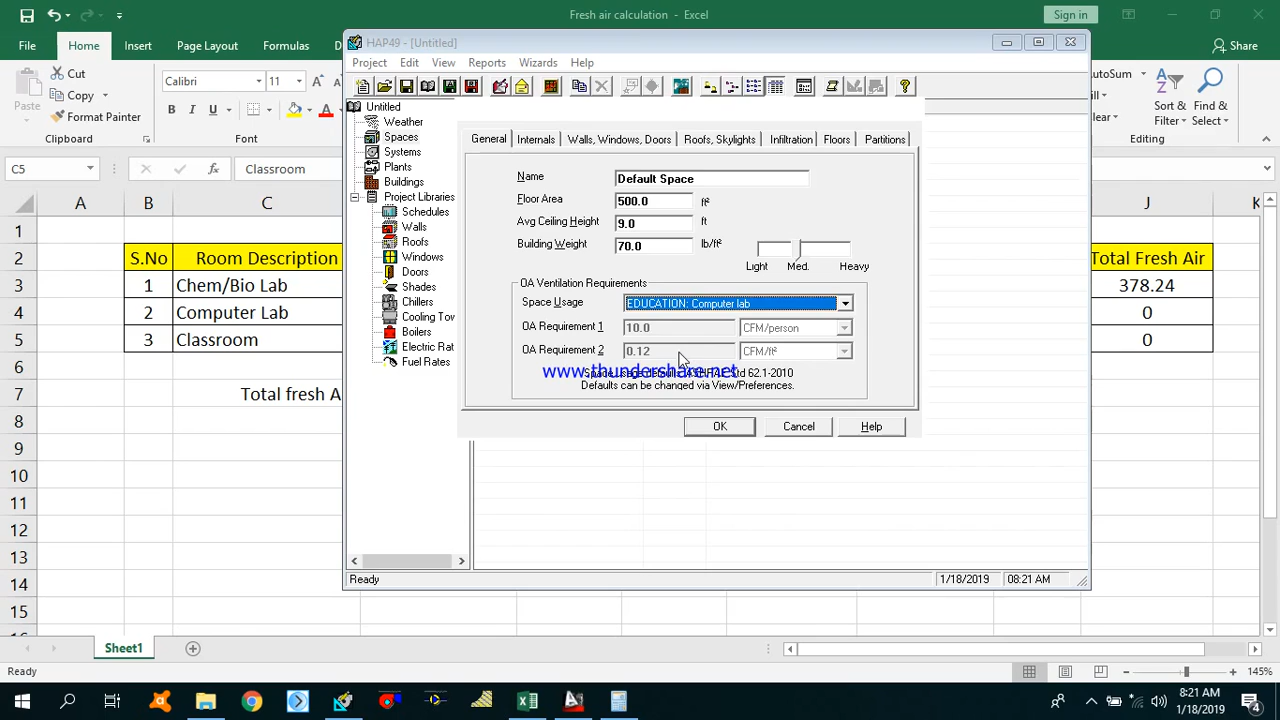 Fresh air calculation - Excel
Sign in
File Home Insert Page Layout Formulas
Share
HAP49 - [Untitled]
Project Edit View Reports Wizards Help
Cut
Copy
Paste
Format Painter
Clipboard
Calibri 11
B I U
AutoSum
Sort & Filter
Find & Select
Editing
C5 Classroom
A B C J K
1
2 S.No Room Description Total Fresh Air
3 1 Chem/Bio Lab 378.24
4 2 Computer Lab 0
5 3 Classroom 0
6
7 Total fresh A
8
9
10
11
12
13
14
15
Untitled
Weather
Spaces
Systems
Plants
Buildings
Project Libraries
Schedules
Walls
Roofs
Windows
Doors
Shades
Chillers
Cooling Tov
Boilers
Electric Rat
Fuel Rates
General Internals Walls, Windows, Doors Roofs, Skylights Infiltration Floors Partitions
Name Default Space
Floor Area 500.0 ft²
Avg Ceiling Height 9.0 ft
Building Weight 70.0 lb/ft²
Light Med. Heavy
OA Ventilation Requirements
Space Usage EDUCATION: Computer lab
OA Requirement 1 10.0 CFM/person
OA Requirement 2 0.12 CFM/ft²
www.thundershare.net
Std 62.1-2010
Defaults can be changed via View/Preferences.
OK Cancel Help
Ready 1/18/2019 08:21 AM
Sheet1
Ready 145%
8:21 AM
1/18/2019
4